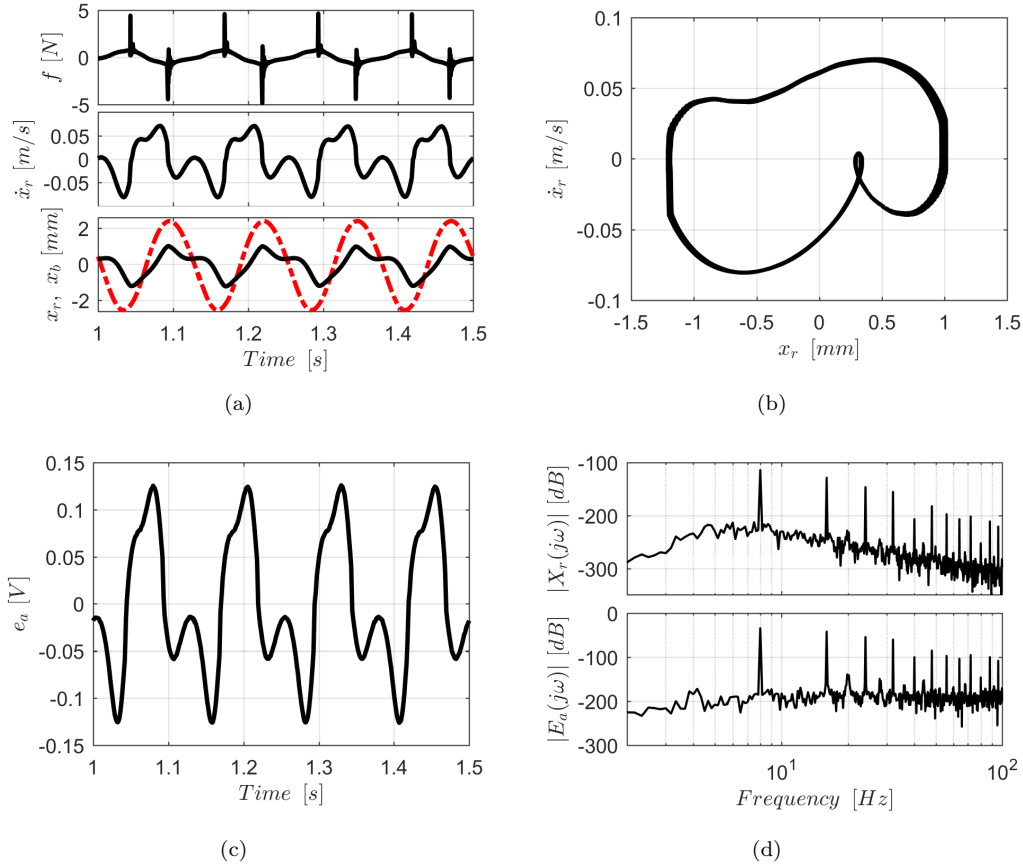 5
0
-5
f [N]
0.05
0
-0.05
ẋ_r [m/s]
2
0
-2
x_r, x_b [mm]
1 1.1 1.2 1.3 1.4 1.5
Time [s]
(a)
0.1
0.05
0
-0.05
-0.1
ẋ_r [m/s]
-1.5 -1 -0.5 0 0.5 1 1.5
x_r [mm]
(b)
0.15
0.1
0.05
0
-0.05
-0.1
-0.15
e_a [V]
1 1.1 1.2 1.3 1.4 1.5
Time [s]
(c)
-100
-200
-300
|X_r(jω)| [dB]
0
-100
-200
-300
|E_a(jω)| [dB]
10^1 10^2
Frequency [Hz]
(d)